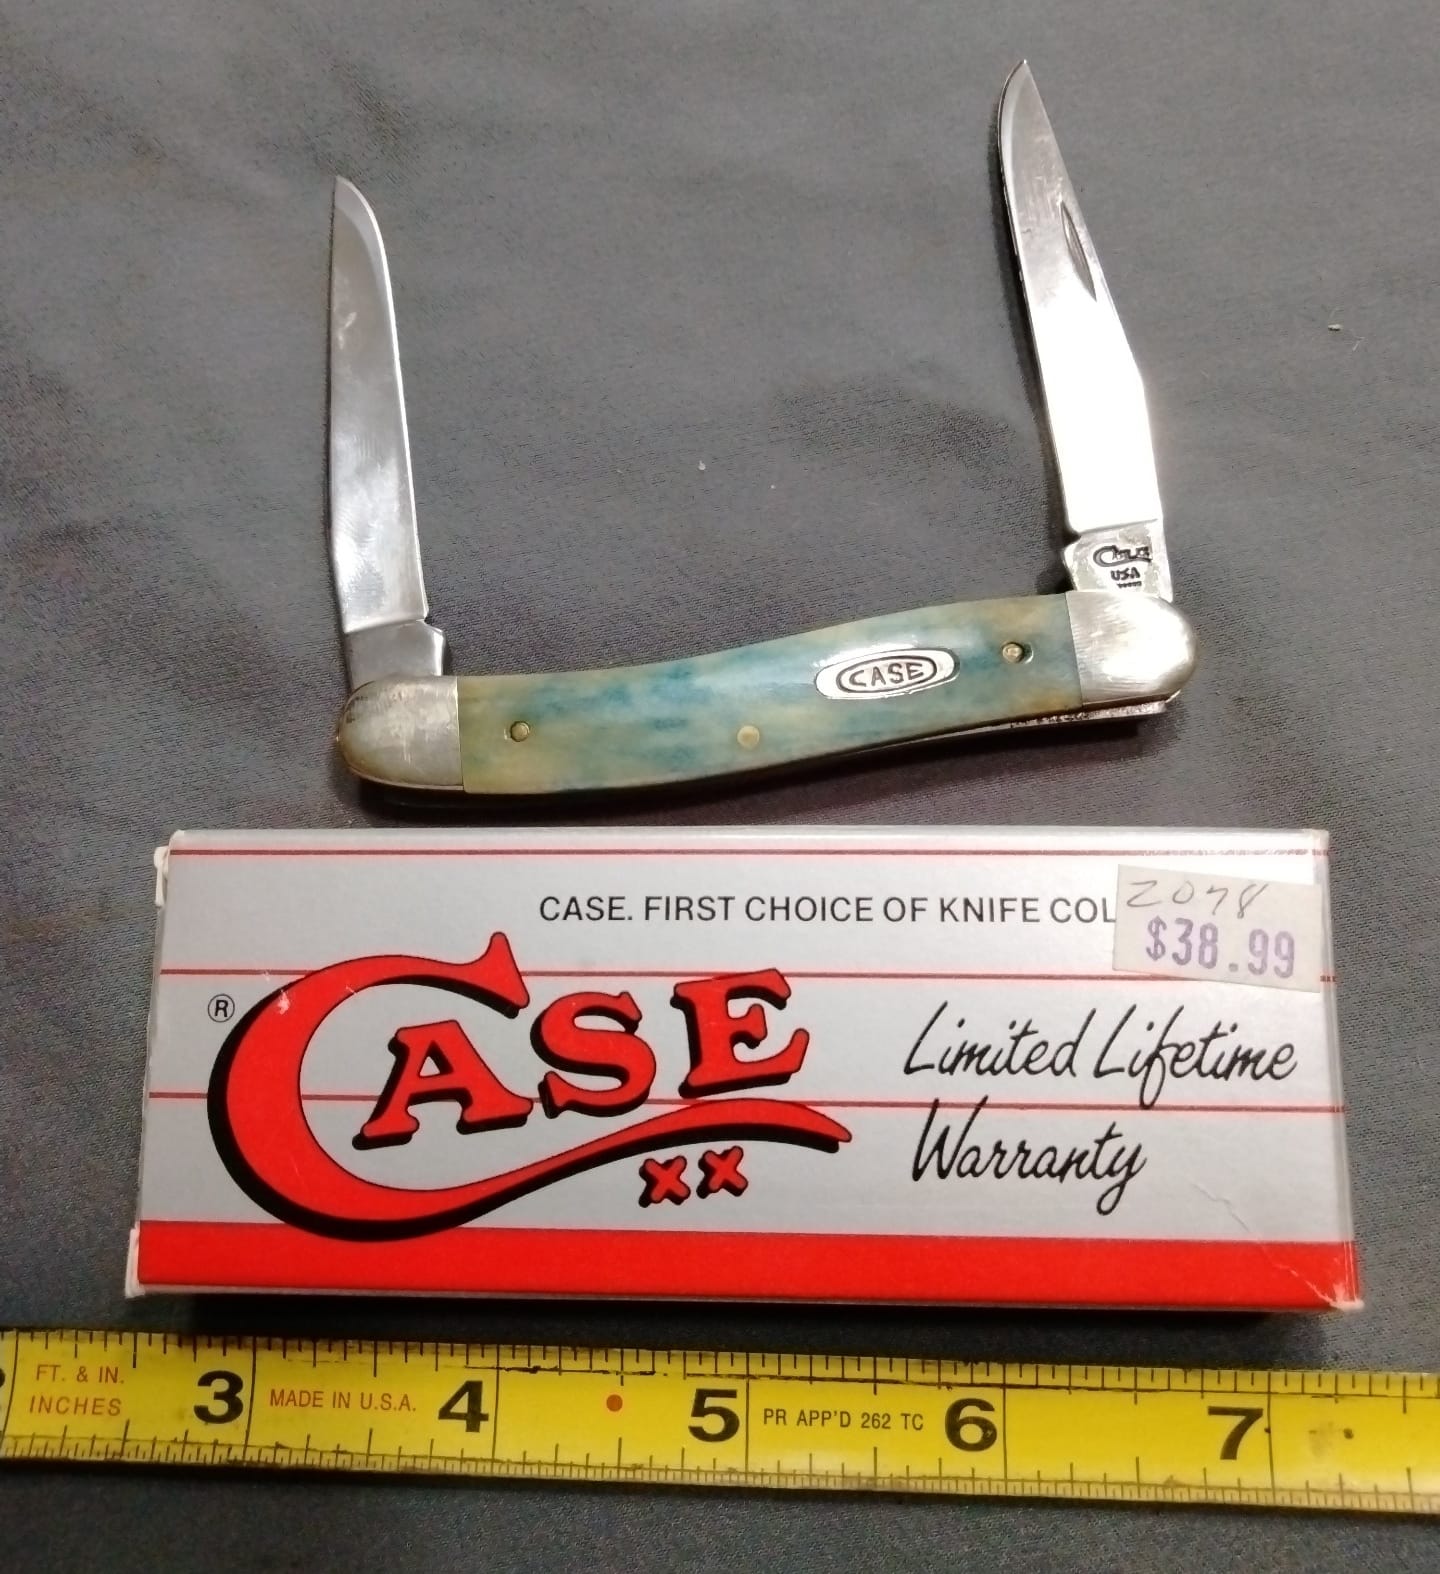 Case
USA
CASE
CASE. FIRST CHOICE OF KNIFE COL
2078
$38.99
®
CASE
XX
Limited Lifetime
Warranty
FT. & IN.
INCHES
3
MADE IN U.S.A.
4
5
PR APP'D 262 TC
6
7